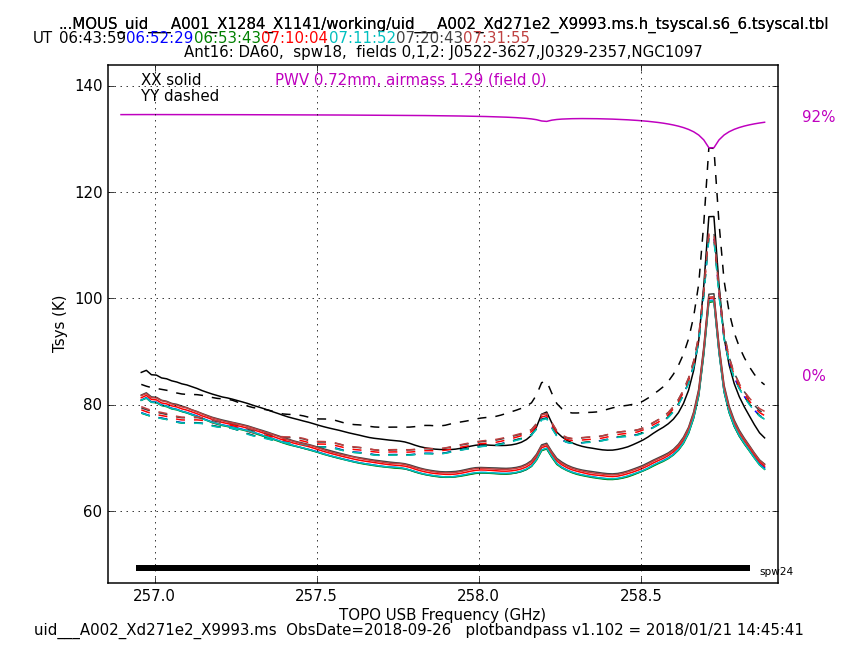 ...MOUS_uid___A001_X1284_X1141/working/uid___A002_Xd271e2_X9993.ms.h_tsyscal.s6_6.tsyscal.tbl
UT 06:43:59 06:52:29 06:53:43 07:10:04 07:11:52 07:20:43 07:31:55
Ant16: DA60,  spw18,  fields 0,1,2: J0522-3627,J0329-2357,NGC1097
XX solid
PWV 0.72mm, airmass 1.29 (field 0)
YY dashed
140
92%
120
100
Tsys (K)
0%
80
60
spw24
257.0 257.5 258.0 258.5
TOPO USB Frequency (GHz)
uid___A002_Xd271e2_X9993.ms  ObsDate=2018-09-26   plotbandpass v1.102 = 2018/01/21 14:45:41